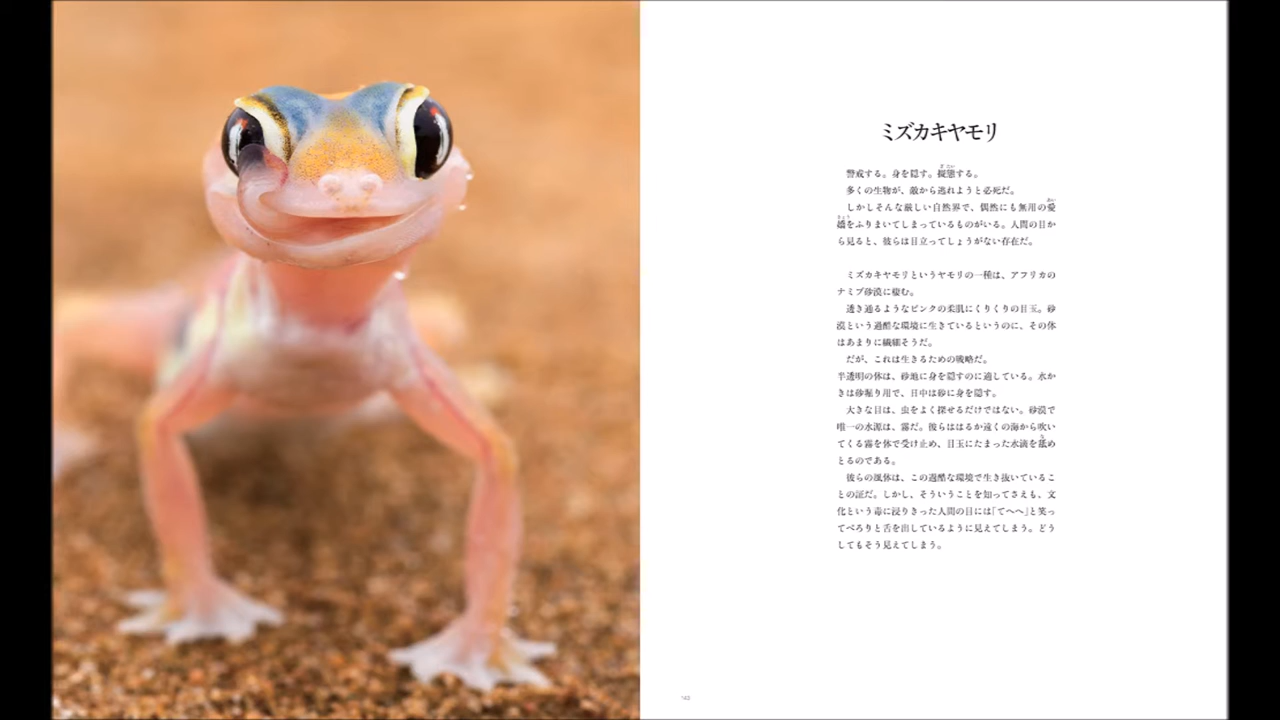 ミズカキヤモリ
警戒する。身を隠す。擬態する。
多くの生物が、敵から逃れようと必死だ。
しかしそんな厳しい自然界で、偶然にも無用の愛
嬌をふりまいてしまっているものがいる。人間の目か
ら見ると、彼らは目立ってしょうがない存在だ。
ミズカキヤモリというヤモリの一種は、アフリカの
ナミブ砂漠に棲む。
透き通るようなピンクの柔肌にくりくりの目玉。砂
漠という過酷な環境に生きているというのに、その体
はあまりに繊細そうだ。
だが、これは生きるための戦略だ。
半透明の体は、砂地に身を隠すのに適している。水か
きは砂堀り用で、日中は砂に身を隠す。
大きな目は、虫をよく探せるだけではない。砂漠で
唯一の水源は、霧だ。彼らははるか遠くの海から吹い
てくる霧を体で受け止め、目玉にたまった水滴を舐め
とるのである。
彼らの風体は、この過酷な環境で生き抜いているこ
との証だ。しかし、そういうことを知ってさえも、文
化という毒に浸りきった人間の目には「てへへ」と笑っ
てぺろりと舌を出しているように見えてしまう。どう
してもそう見えてしまう。